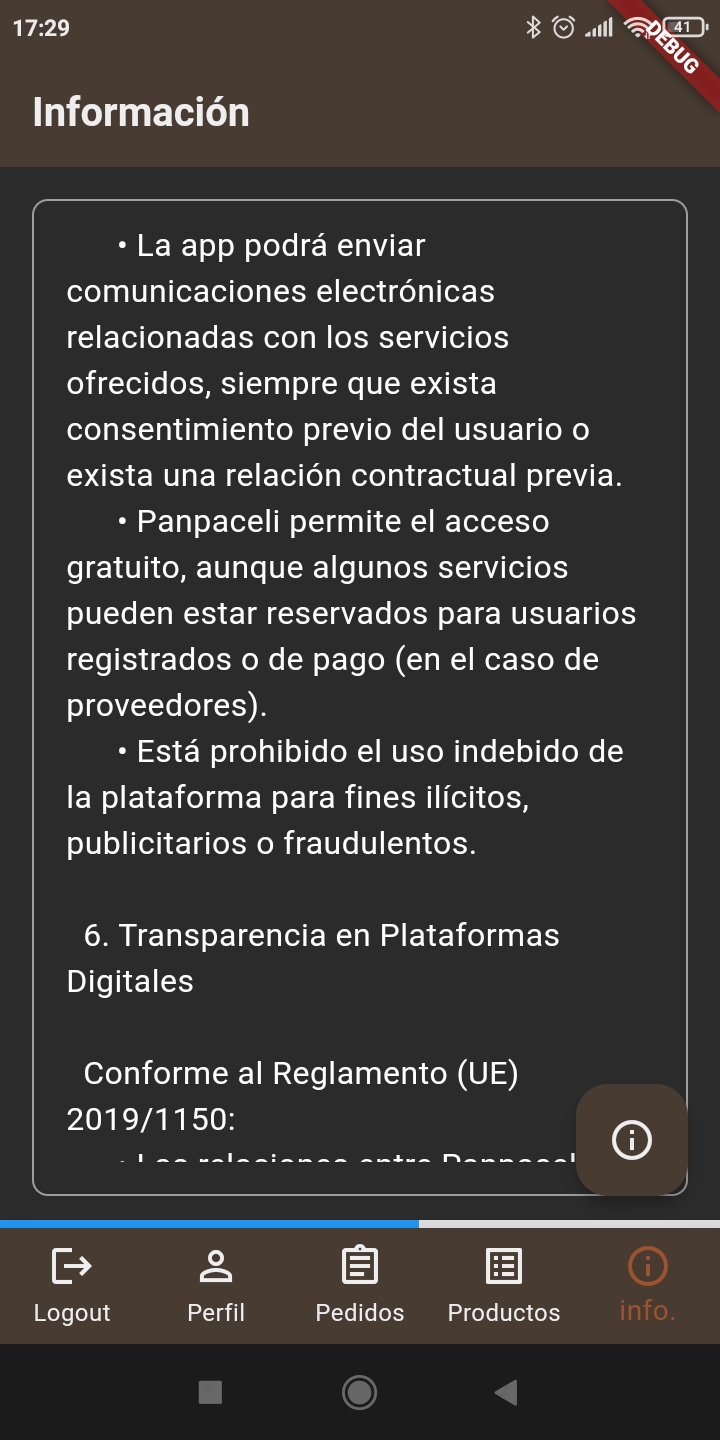 17:29
41
DEBUG
Información
• La app podrá enviar
comunicaciones electrónicas
relacionadas con los servicios
ofrecidos, siempre que exista
consentimiento previo del usuario o
exista una relación contractual previa.
• Panpaceli permite el acceso
gratuito, aunque algunos servicios
pueden estar reservados para usuarios
registrados o de pago (en el caso de
proveedores).
• Está prohibido el uso indebido de
la plataforma para fines ilícitos,
publicitarios o fraudulentos.
6. Transparencia en Plataformas
Digitales
Conforme al Reglamento (UE)
2019/1150:
• Las relaciones entre
Logout
Perfil
Pedidos
Productos
info.